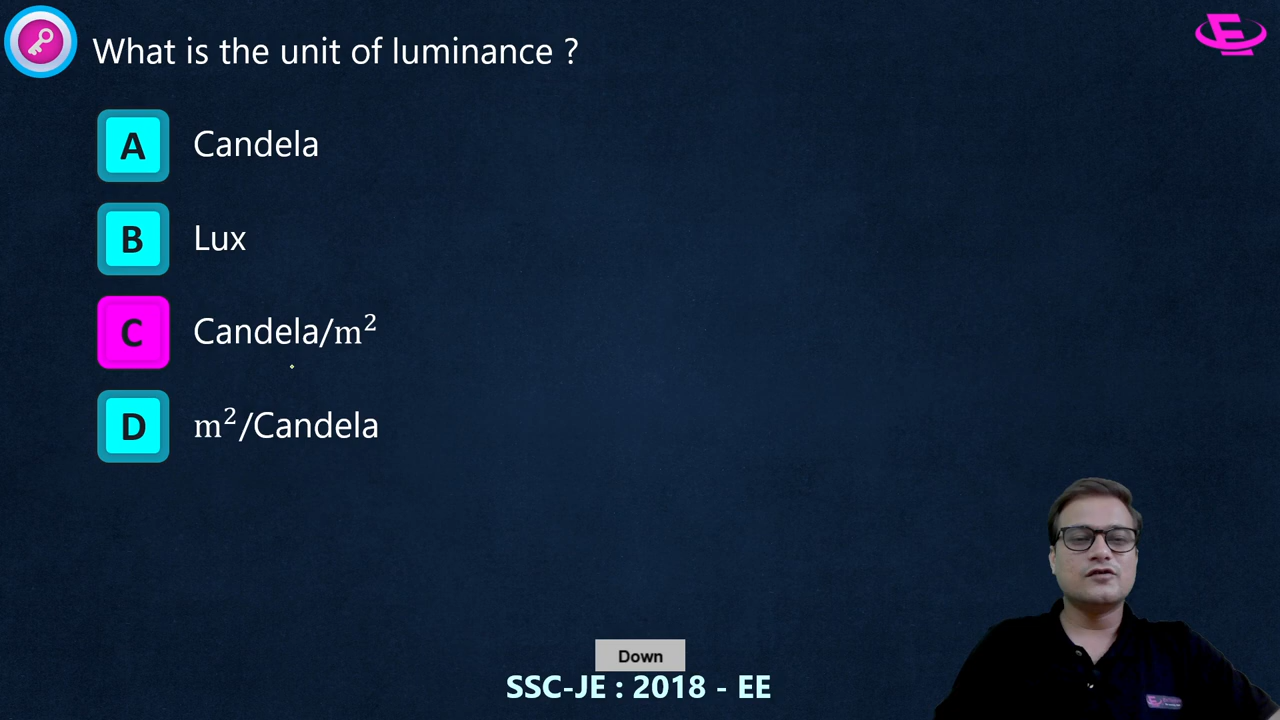 What is the unit of luminance ?
A Candela
B Lux
C Candela/m²
D m²/Candela
Down
SSC-JE : 2018 - EE